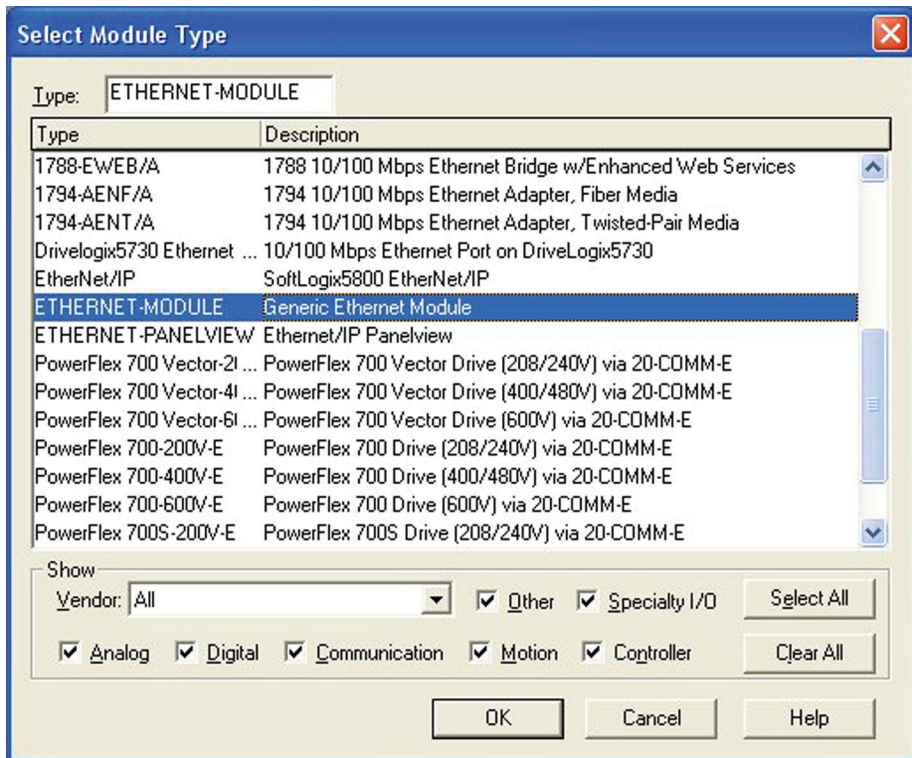 Select Module Type
Type: ETHERNET-MODULE
Type Description
1788-EWEB/A 1788 10/100 Mbps Ethernet Bridge w/Enhanced Web Services
1794-AENF/A 1794 10/100 Mbps Ethernet Adapter, Fiber Media
1794-AENT/A 1794 10/100 Mbps Ethernet Adapter, Twisted-Pair Media
Drivelogix5730 Ethernet ... 10/100 Mbps Ethernet Port on DriveLogix5730
EtherNet/IP SoftLogix5800 EtherNet/IP
ETHERNET-MODULE Generic Ethernet Module
ETHERNET-PANELVIEW Ethernet/IP Panelview
PowerFlex 700 Vector-2 ... PowerFlex 700 Vector Drive (208/240V) via 20-COMM-E
PowerFlex 700 Vector-4 ... PowerFlex 700 Vector Drive (400/480V) via 20-COMM-E
PowerFlex 700 Vector-6 ... PowerFlex 700 Vector Drive (600V) via 20-COMM-E
PowerFlex 700-200V-E PowerFlex 700 Drive (208/240V) via 20-COMM-E
PowerFlex 700-400V-E PowerFlex 700 Drive (400/480V) via 20-COMM-E
PowerFlex 700-600V-E PowerFlex 700 Drive (600V) via 20-COMM-E
PowerFlex 700S-200V-E PowerFlex 700S Drive (208/240V) via 20-COMM-E
Show
Vendor: All Other Specialty I/O Select All
Analog Digital Communication Motion Controller Clear All
OK Cancel Help